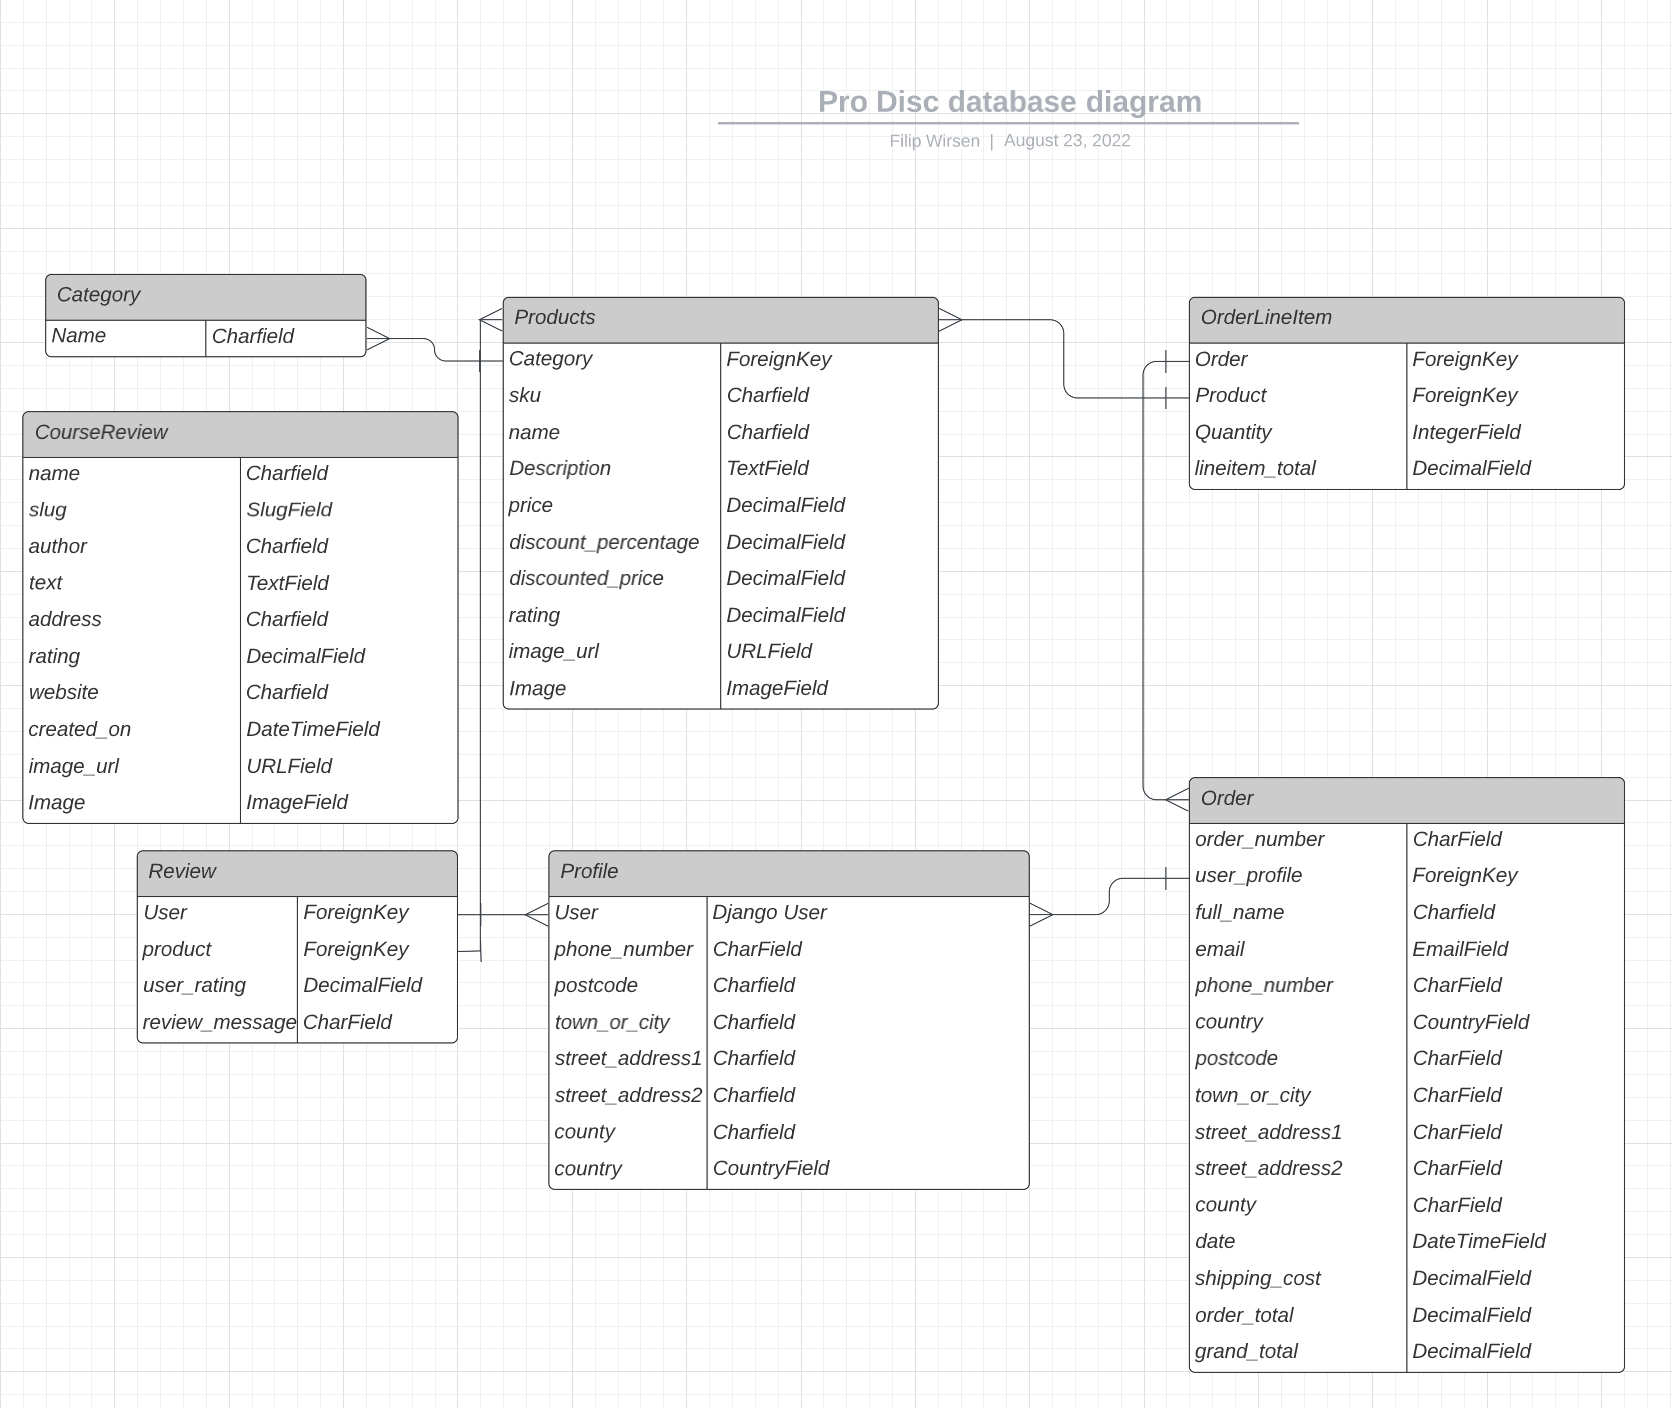 Pro Disc database diagram
Filip Wirsen | August 23, 2022
Category
Name Charfield
CourseReview
name Charfield
slug SlugField
author Charfield
text TextField
address Charfield
rating DecimalField
website Charfield
created_on DateTimeField
image_url URLField
Image ImageField
Review
User ForeignKey
product ForeignKey
user_rating DecimalField
review_message CharField
Products
Category ForeignKey
sku Charfield
name Charfield
Description TextField
price DecimalField
discount_percentage DecimalField
discounted_price DecimalField
rating DecimalField
image_url URLField
Image ImageField
Profile
User Django User
phone_number CharField
postcode Charfield
town_or_city Charfield
street_address1 Charfield
street_address2 Charfield
county Charfield
country CountryField
OrderLineItem
Order ForeignKey
Product ForeignKey
Quantity IntegerField
lineitem_total DecimalField
Order
order_number CharField
user_profile ForeignKey
full_name Charfield
email EmailField
phone_number CharField
country CountryField
postcode CharField
town_or_city CharField
street_address1 CharField
street_address2 CharField
county CharField
date DateTimeField
shipping_cost DecimalField
order_total DecimalField
grand_total DecimalField